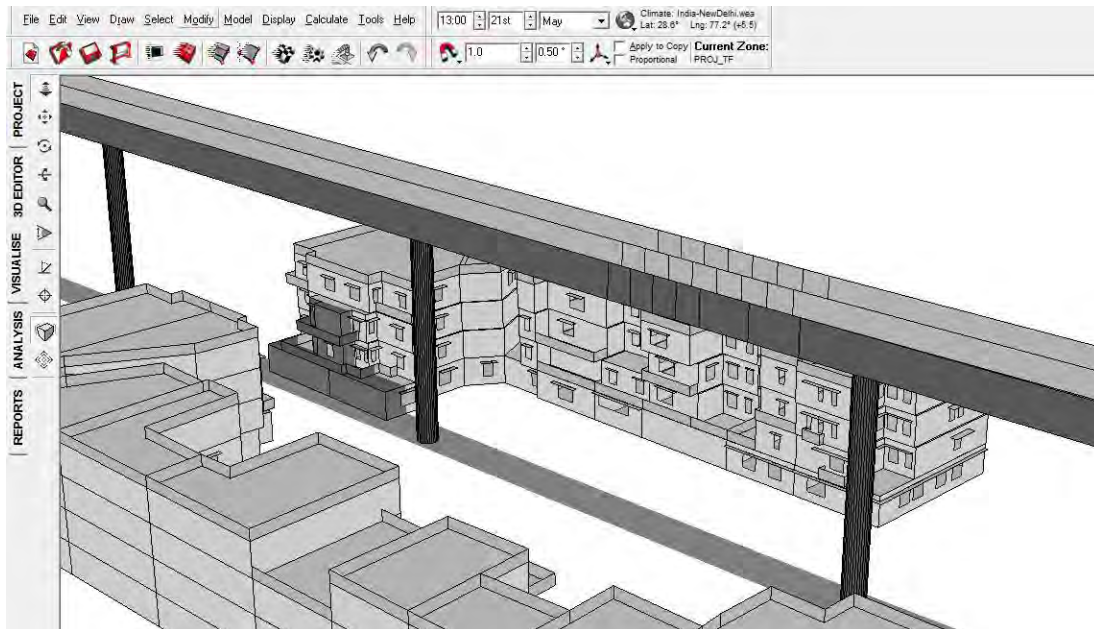 File Edit View Draw Select Modify Model Display Calculate Tools Help
13:00 21st May
Climate: India-NewDelhi.wea
Lat: 28.6° Lng: 77.2° (+5.5)
1.0 0.50 °
Apply to Copy
Proportional
Current Zone:
PROJ_TF
PROJECT
3D EDITOR
VISUALISE
ANALYSIS
REPORTS